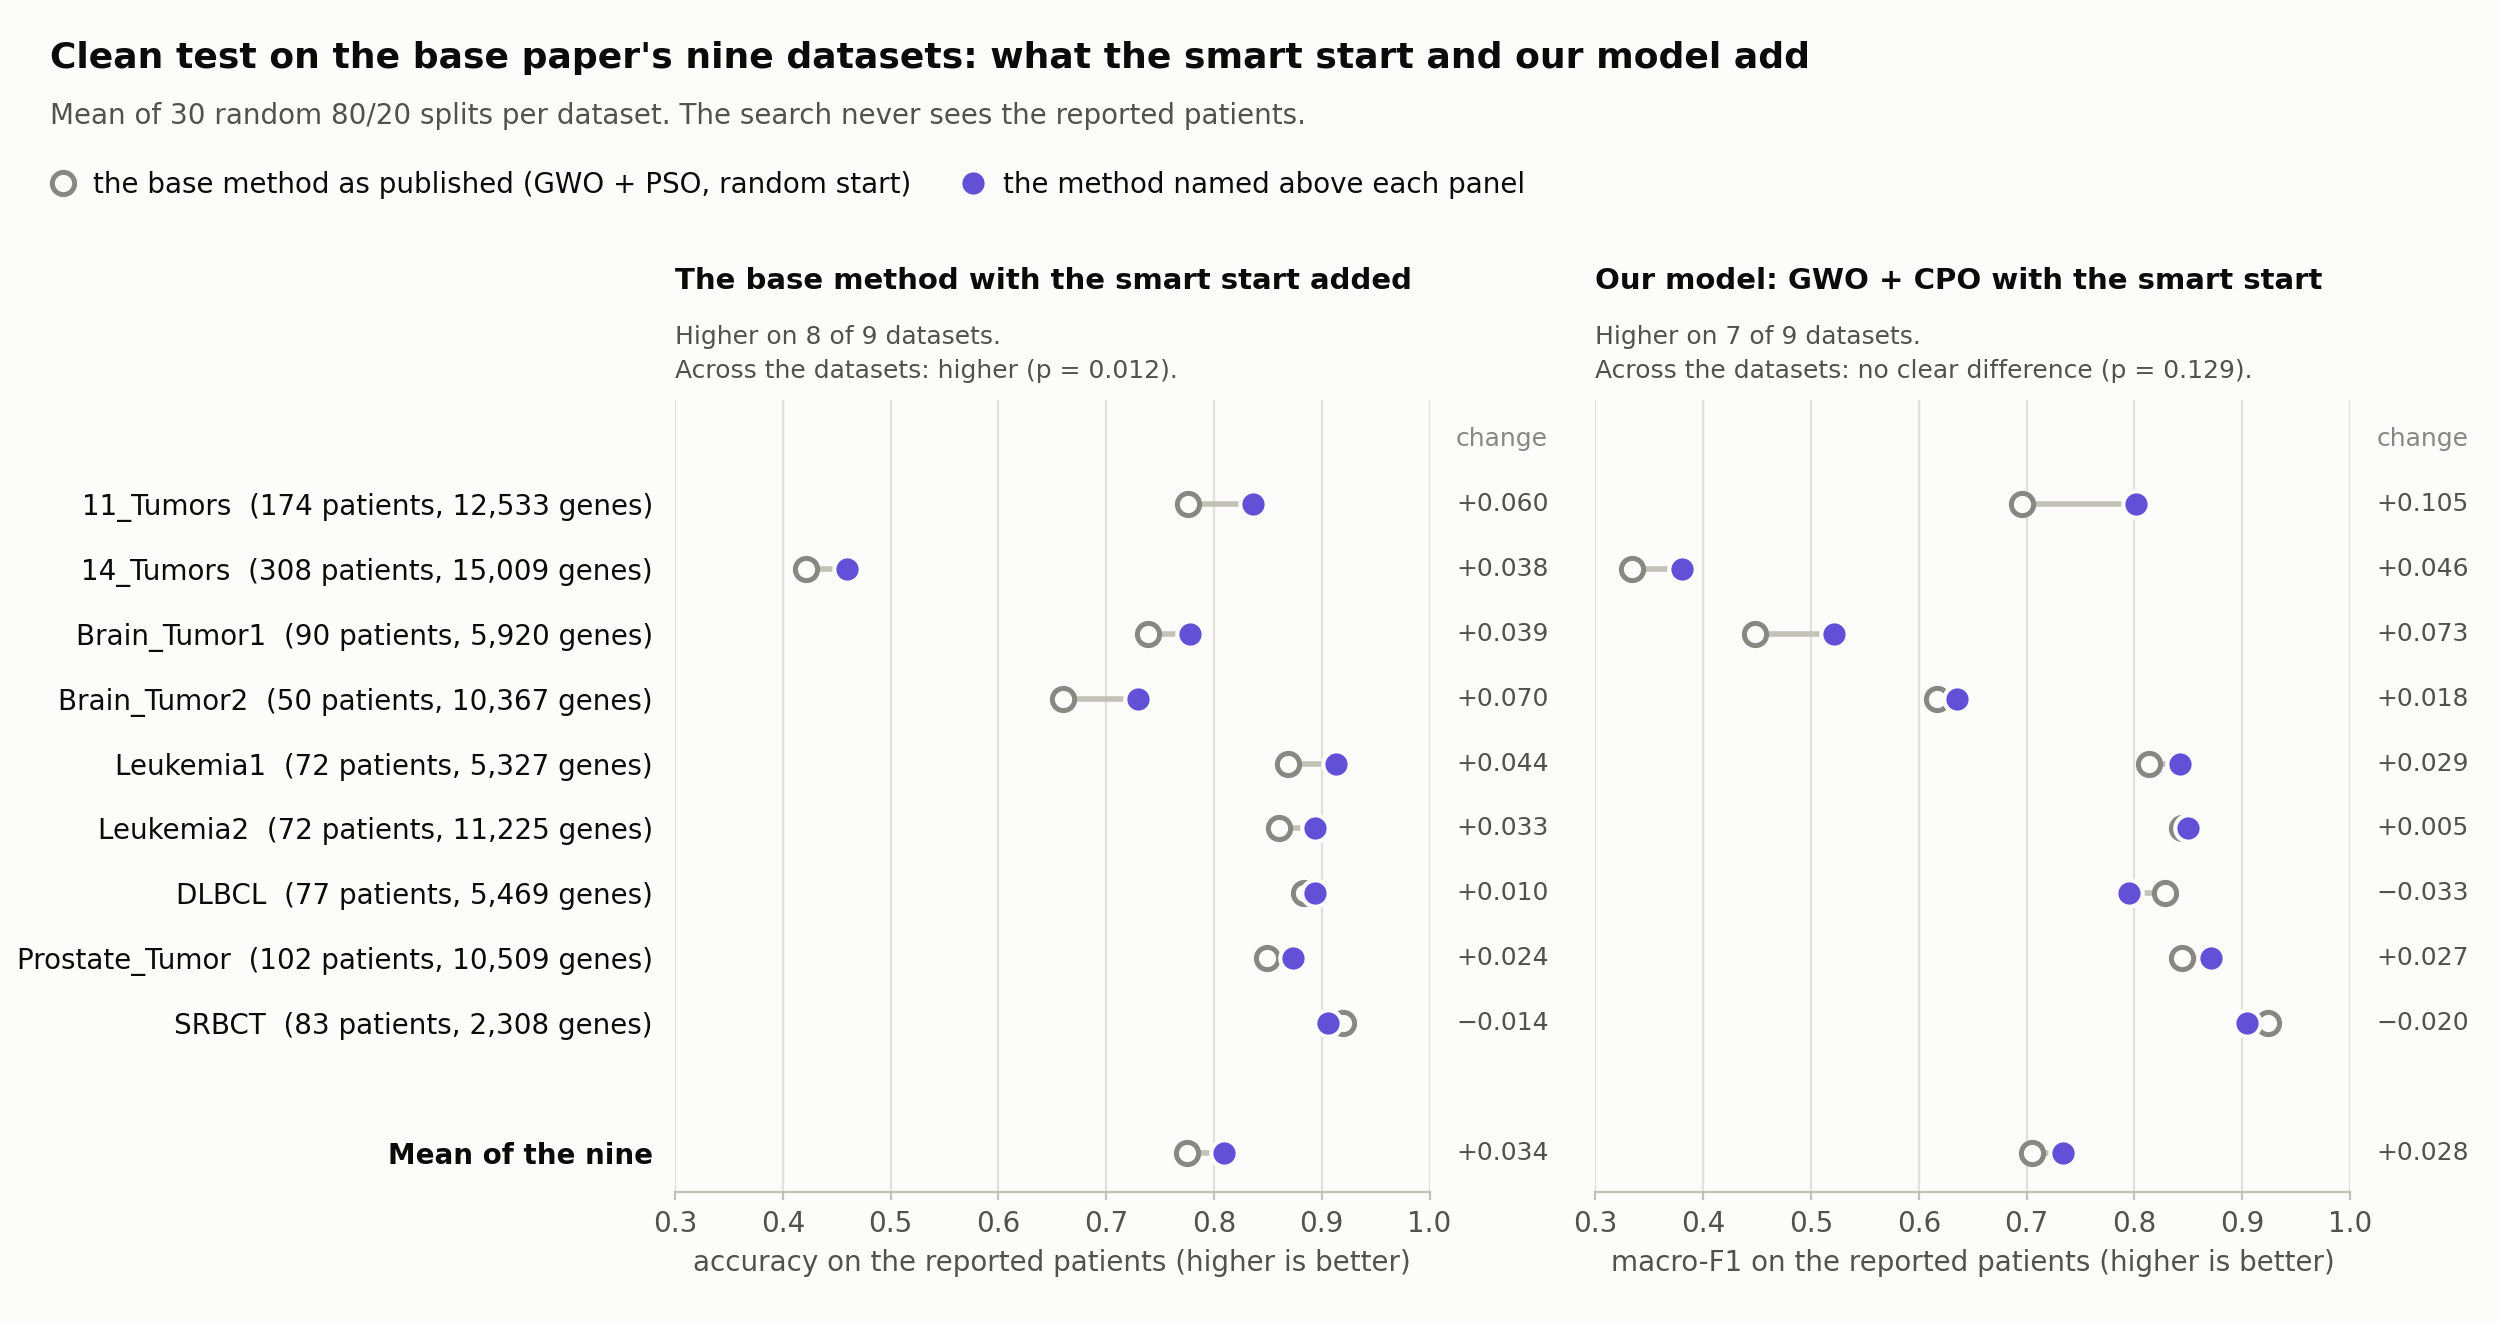 Clean test on the base paper's nine datasets: what the smart start and our model add
Mean of 30 random 80/20 splits per dataset. The search never sees the reported patients.
the base method as published (GWO + PSO, random start)
the method named above each panel
The base method with the smart start added
Higher on 8 of 9 datasets.
Across the datasets: higher (p = 0.012).
Our model: GWO + CPO with the smart start
Higher on 7 of 9 datasets.
Across the datasets: no clear difference (p = 0.129).
change change
11_Tumors (174 patients, 12,533 genes) +0.060 +0.105
14_Tumors (308 patients, 15,009 genes) +0.038 +0.046
Brain_Tumor1 (90 patients, 5,920 genes) +0.039 +0.073
Brain_Tumor2 (50 patients, 10,367 genes) +0.070 +0.018
Leukemia1 (72 patients, 5,327 genes) +0.044 +0.029
Leukemia2 (72 patients, 11,225 genes) +0.033 +0.005
DLBCL (77 patients, 5,469 genes) +0.010 −0.033
Prostate_Tumor (102 patients, 10,509 genes) +0.024 +0.027
SRBCT (83 patients, 2,308 genes) −0.014 −0.020
Mean of the nine +0.034 +0.028
0.3 0.4 0.5 0.6 0.7 0.8 0.9 1.0
accuracy on the reported patients (higher is better)
0.3 0.4 0.5 0.6 0.7 0.8 0.9 1.0
macro-F1 on the reported patients (higher is better)